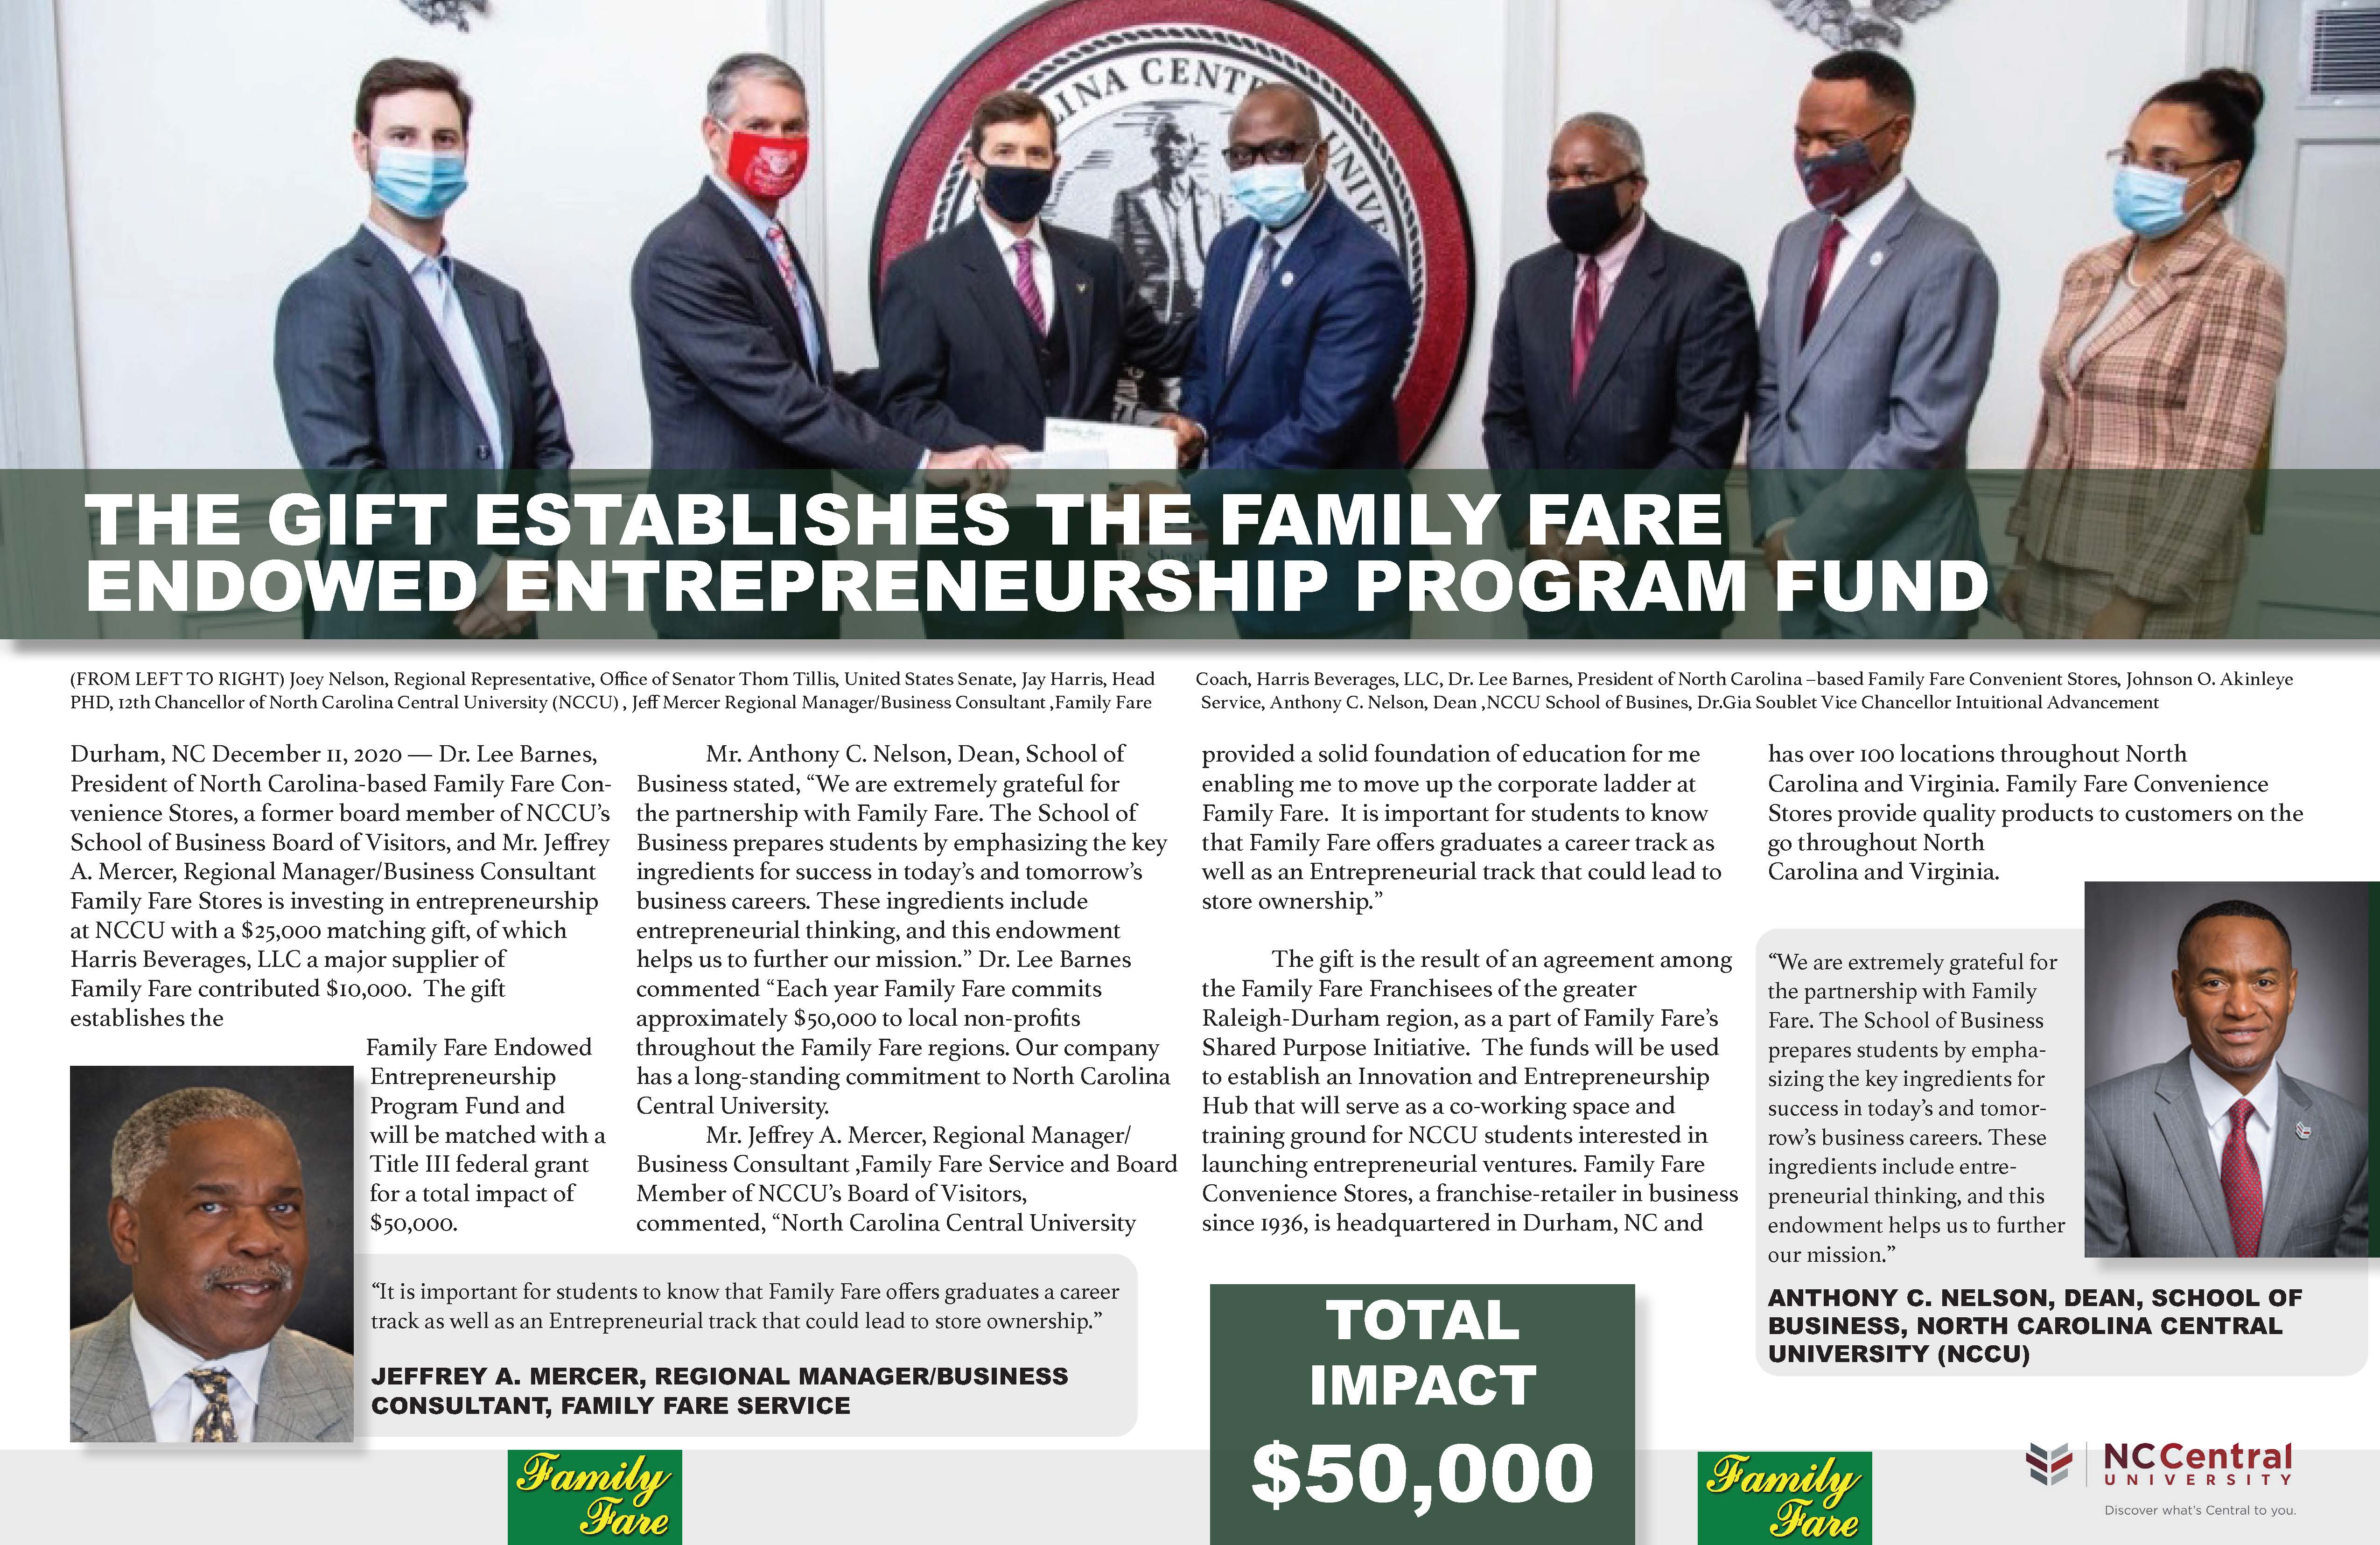 LINA CENTR
UNIVE
THE GIFT ESTABLISHES THE FAMILY FARE
ENDOWED ENTREPRENEURSHIP PROGRAM FUND
(FROM LEFT TO RIGHT) Joey Nelson, Regional Representative, Office of Senator Thom Tillis, United States Senate, Jay Harris, Head
Coach, Harris Beverages, LLC, Dr. Lee Barnes, President of North Carolina –based Family Fare Convenient Stores, Johnson O. Akinleye
PHD, 12th Chancellor of North Carolina Central University (NCCU) , Jeff Mercer Regional Manager/Business Consultant ,Family Fare
Service, Anthony C. Nelson, Dean ,NCCU School of Busines, Dr.Gia Soublet Vice Chancellor Intuitional Advancement
Durham, NC December 11, 2020 — Dr. Lee Barnes,
President of North Carolina-based Family Fare Con-
venience Stores, a former board member of NCCU’s
School of Business Board of Visitors, and Mr. Jeffrey
A. Mercer, Regional Manager/Business Consultant
Family Fare Stores is investing in entrepreneurship
at NCCU with a $25,000 matching gift, of which
Harris Beverages, LLC a major supplier of
Family Fare contributed $10,000.  The gift
establishes the
Family Fare Endowed
Entrepreneurship
Program Fund and
will be matched with a
Title III federal grant
for a total impact of
$50,000.
Mr. Anthony C. Nelson, Dean, School of
Business stated, “We are extremely grateful for
the partnership with Family Fare. The School of
Business prepares students by emphasizing the key
ingredients for success in today’s and tomorrow’s
business careers. These ingredients include
entrepreneurial thinking, and this endowment
helps us to further our mission.” Dr. Lee Barnes
commented “Each year Family Fare commits
approximately $50,000 to local non-profits
throughout the Family Fare regions. Our company
has a long-standing commitment to North Carolina
Central University.
Mr. Jeffrey A. Mercer, Regional Manager/
Business Consultant ,Family Fare Service and Board
Member of NCCU’s Board of Visitors,
commented, “North Carolina Central University
provided a solid foundation of education for me
enabling me to move up the corporate ladder at
Family Fare.  It is important for students to know
that Family Fare offers graduates a career track as
well as an Entrepreneurial track that could lead to
store ownership.”
The gift is the result of an agreement among
the Family Fare Franchisees of the greater
Raleigh-Durham region, as a part of Family Fare’s
Shared Purpose Initiative.  The funds will be used
to establish an Innovation and Entrepreneurship
Hub that will serve as a co-working space and
training ground for NCCU students interested in
launching entrepreneurial ventures. Family Fare
Convenience Stores, a franchise-retailer in business
since 1936, is headquartered in Durham, NC and
has over 100 locations throughout North
Carolina and Virginia. Family Fare Convenience
Stores provide quality products to customers on the
go throughout North
Carolina and Virginia.
“We are extremely grateful for
the partnership with Family
Fare. The School of Business
prepares students by empha-
sizing the key ingredients for
success in today’s and tomor-
row’s business careers. These
ingredients include entre-
preneurial thinking, and this
endowment helps us to further
our mission.”
ANTHONY C. NELSON, DEAN, SCHOOL OF
BUSINESS, NORTH CAROLINA CENTRAL
UNIVERSITY (NCCU)
“It is important for students to know that Family Fare offers graduates a career
track as well as an Entrepreneurial track that could lead to store ownership.”
JEFFREY A. MERCER, REGIONAL MANAGER/BUSINESS
CONSULTANT, FAMILY FARE SERVICE
TOTAL
IMPACT
$50,000
Family
Fare
Family
Fare
NCCentral
UNIVERSITY
Discover what’s Central to you.